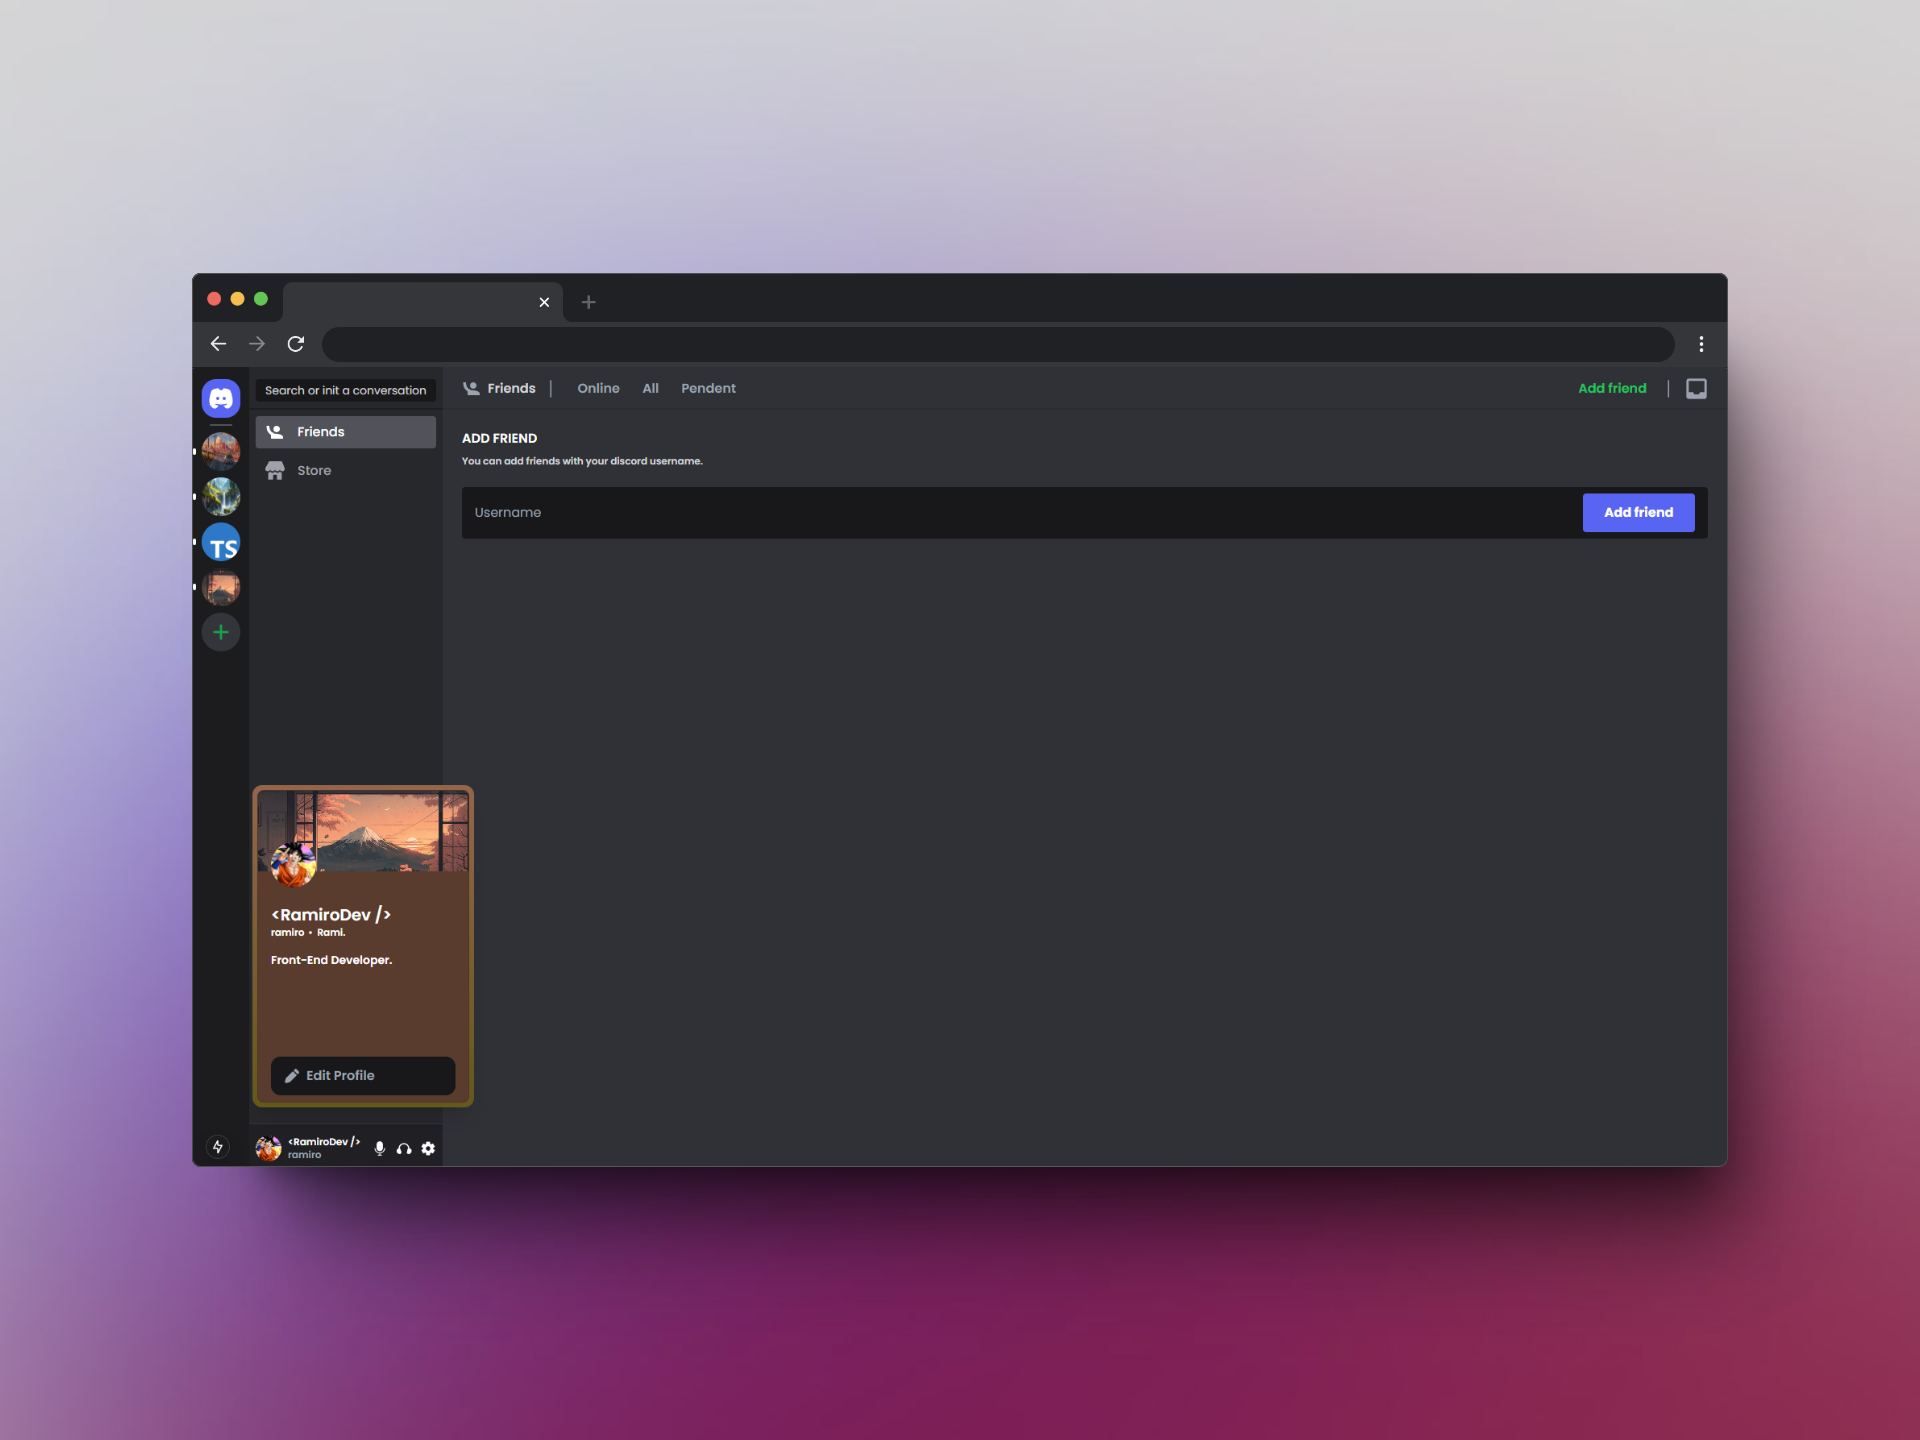 Search or init a conversation
Friends
Online
All
Pendent
Add friend
Friends
Store
ADD FRIEND
You can add friends with your discord username.
Username
Add friend
TS
<RamiroDev />
ramiro • Rami.
Front-End Developer.
Edit Profile
<RamiroDev />
ramiro